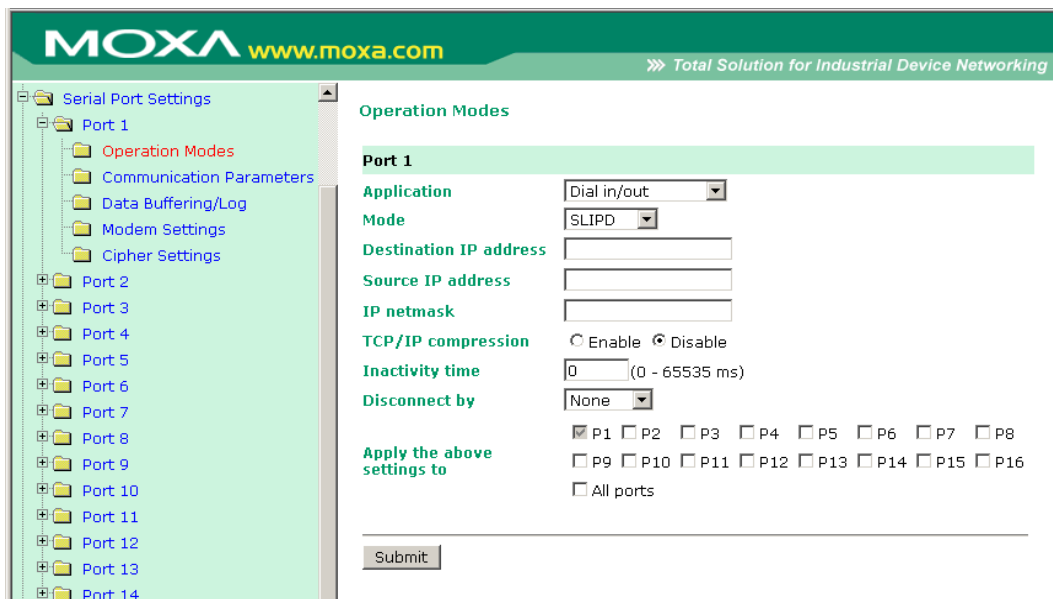 MOXA www.moxa.com
Total Solution for Industrial Device Networking
Serial Port Settings
Port 1
Operation Modes
Communication Parameters
Data Buffering/Log
Modem Settings
Cipher Settings
Port 2
Port 3
Port 4
Port 5
Port 6
Port 7
Port 8
Port 9
Port 10
Port 11
Port 12
Port 13
Port 14
Operation Modes
Port 1
Application Dial in/out
Mode SLIPD
Destination IP address
Source IP address
IP netmask
TCP/IP compression Enable Disable
Inactivity time 0 (0 - 65535 ms)
Disconnect by None
Apply the above
settings to
P1 P2 P3 P4 P5 P6 P7 P8
P9 P10 P11 P12 P13 P14 P15 P16
All ports
Submit